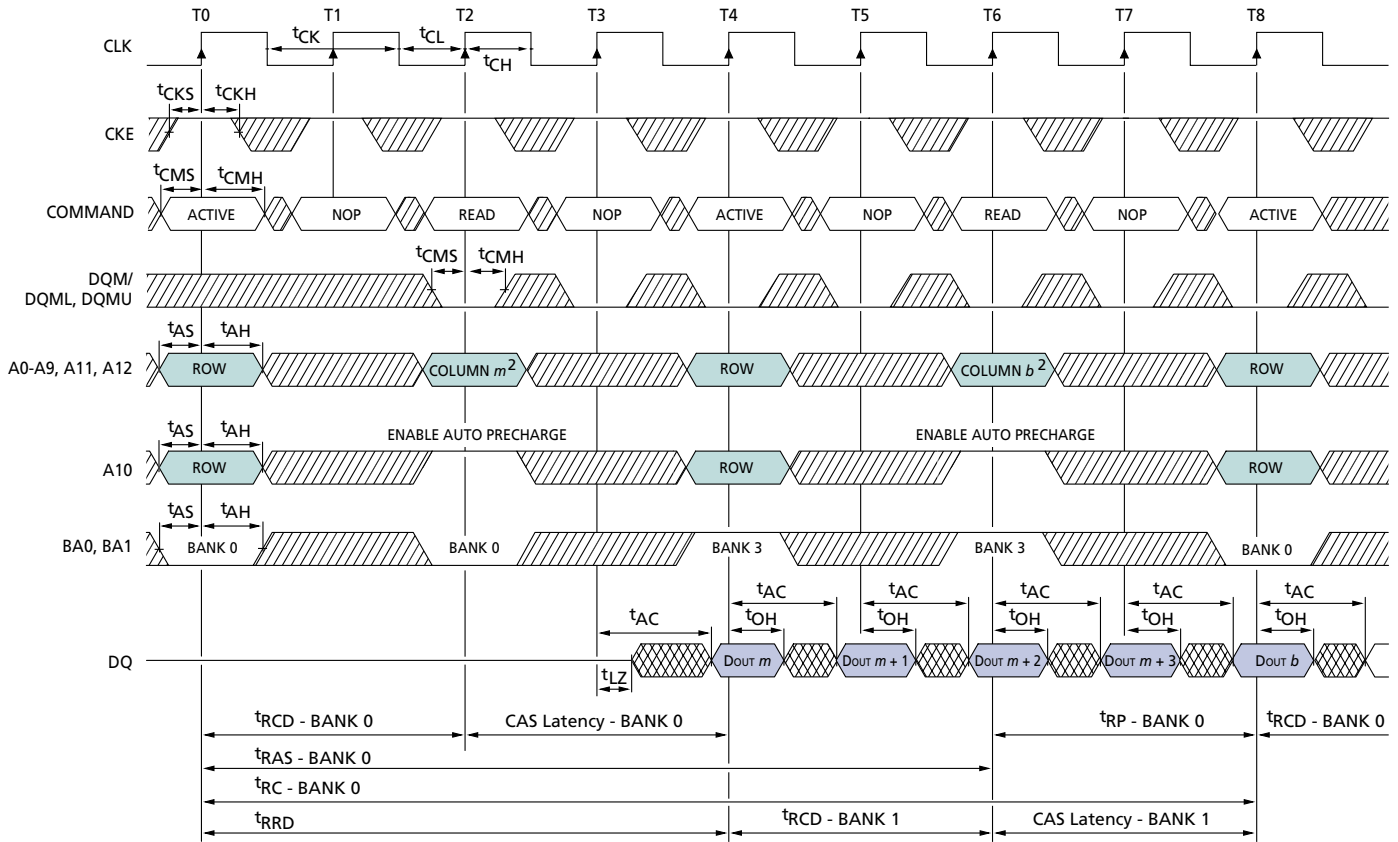 T0 T1 T2 T3 T4 T5 T6 T7 T8
CLK
tCK
tCL
tCH
tCKS
tCKH
CKE
tCMS
tCMH
COMMAND
ACTIVE NOP READ NOP ACTIVE NOP READ NOP ACTIVE
tCMS
tCMH
DQM/
DQML, DQMU
tAS
tAH
A0-A9, A11, A12
ROW COLUMN m2 ROW COLUMN b2 ROW
tAS
tAH
ENABLE AUTO PRECHARGE ENABLE AUTO PRECHARGE
A10
ROW ROW ROW
tAS
tAH
BA0, BA1
BANK 0 BANK 0 BANK 3 BANK 3 BANK 0
tAC tAC tAC tAC tAC
tAC
tOH tOH tOH tOH tOH
DQ
DOUT m DOUT m + 1 DOUT m + 2 DOUT m + 3 DOUT b
tLZ
tRCD - BANK 0 CAS Latency - BANK 0 tRP - BANK 0 tRCD - BANK 0
tRAS - BANK 0
tRC - BANK 0
tRRD tRCD - BANK 1 CAS Latency - BANK 1